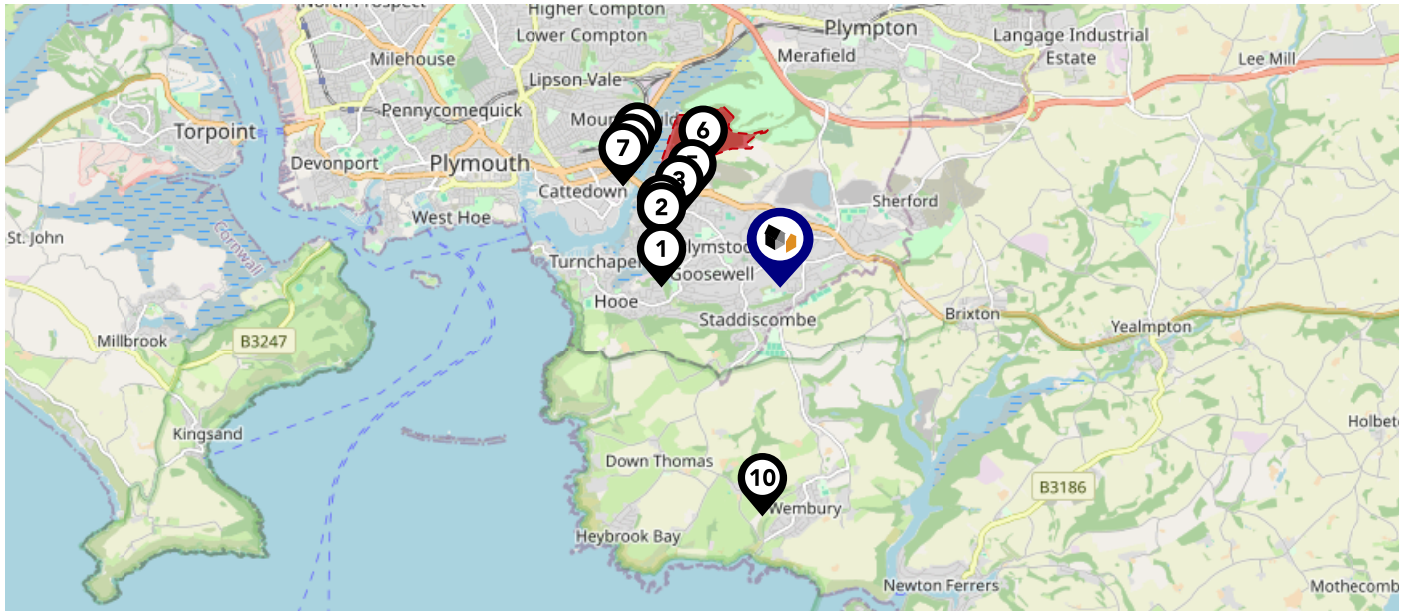 North Prospect
Higher Compton
Lower Compton
Plympton
Merafield
Langage Industrial
Estate
Lee Mill
Milehouse
Lipson Vale
Pennycomequick
Torpoint
Devonport
Plymouth
Cattedown
7
6
3
2
1
Sherford
St. John
Cornwall
West Hoe
Turnchapel
Goosewell
Hooe
Staddiscombe
Brixton
Yealmpton
Millbrook
B3247
Kingsand
Holbet
Down Thomas
10
B3186
Wembury
Heybrook Bay
Newton Ferrers
Mothecomb